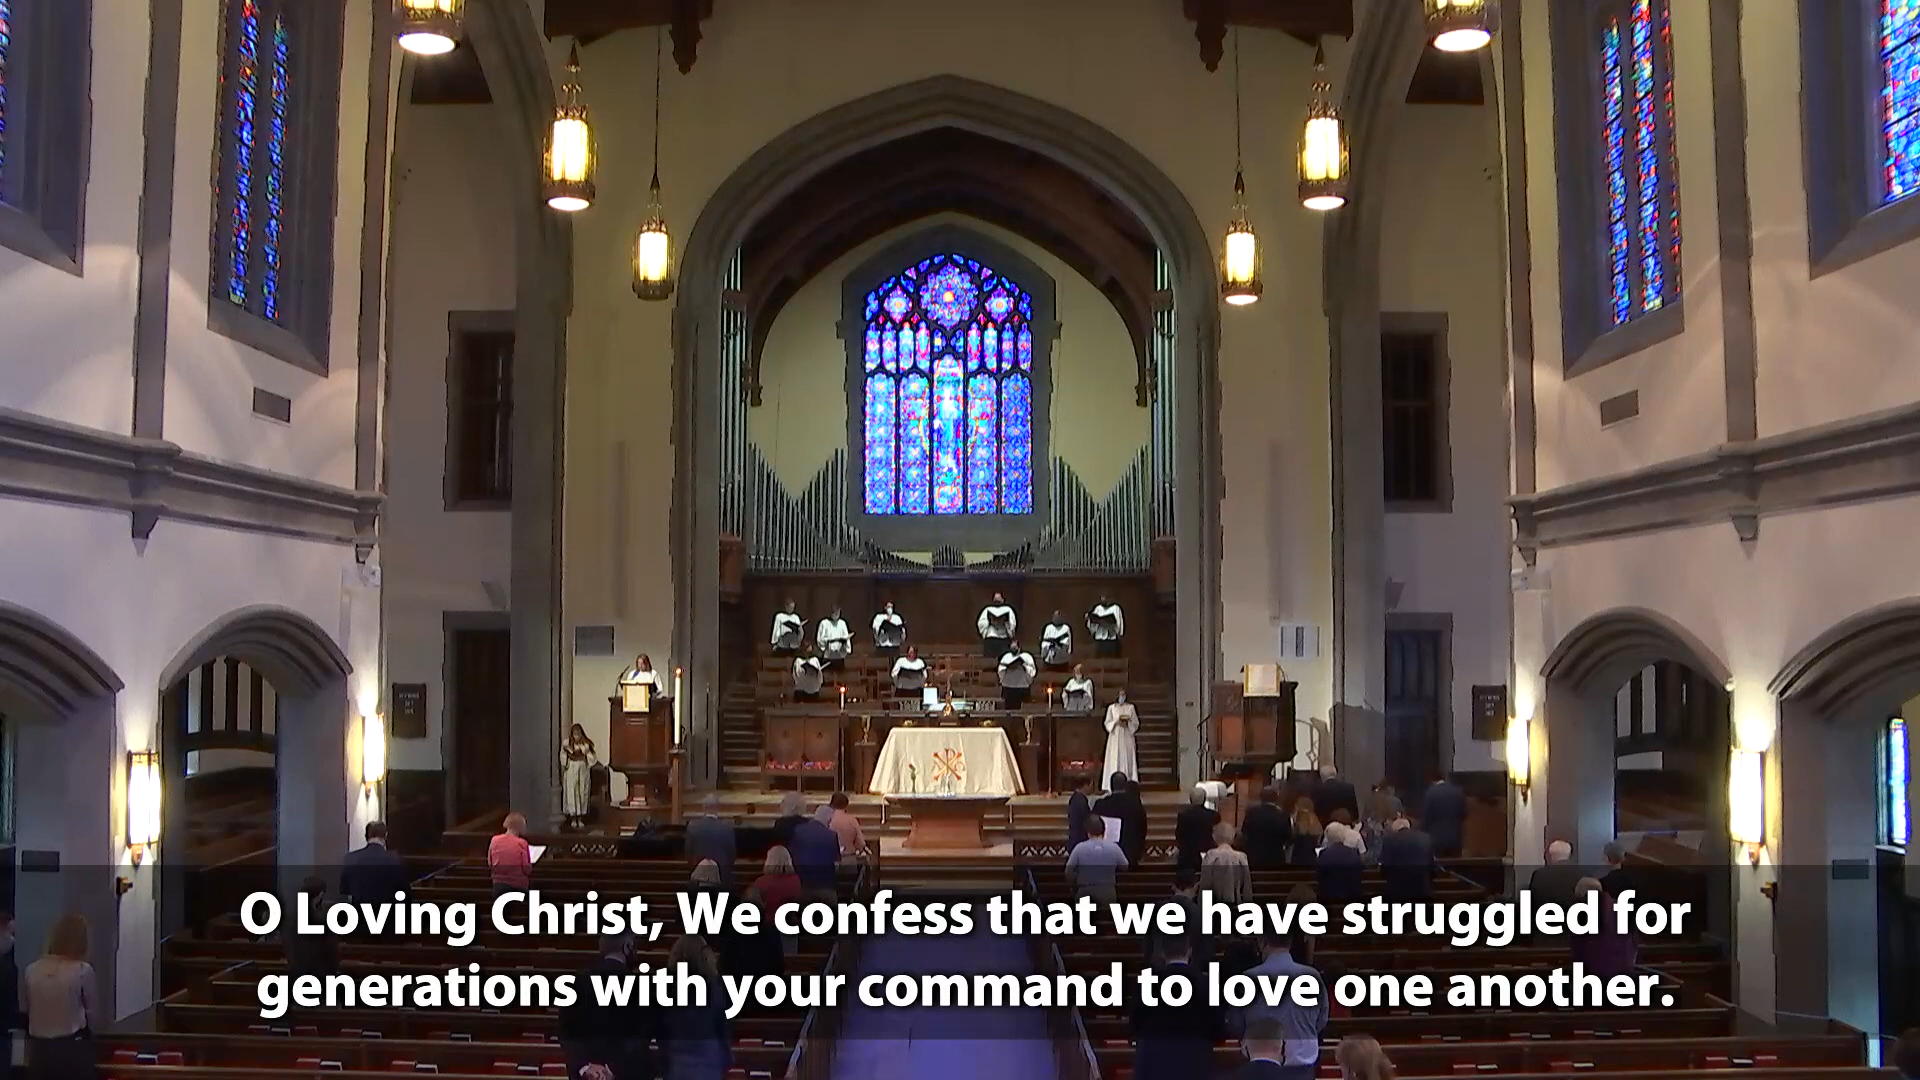 O Loving Christ, We confess that we have struggled for
generations with your command to love one another.